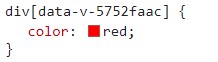 div[data-v-5752faac] {
color: red;
}